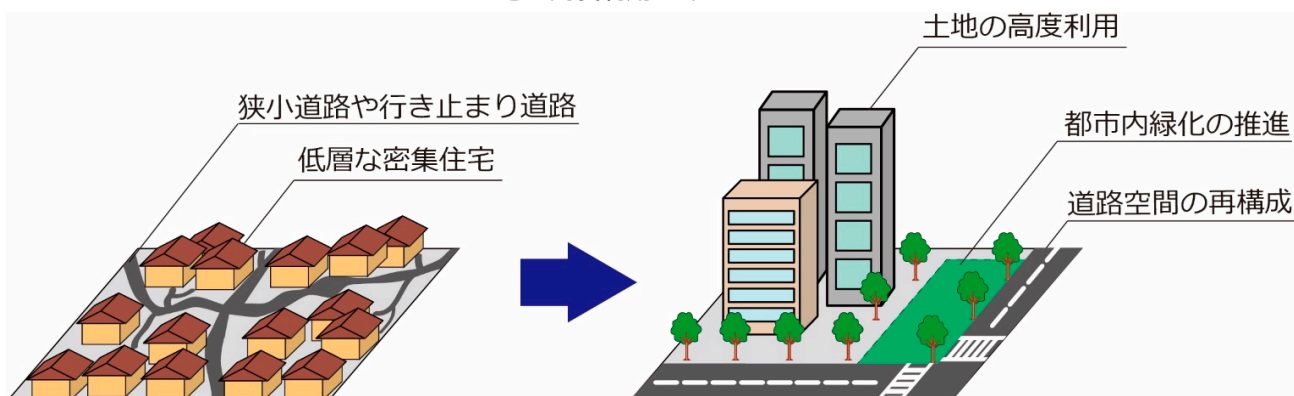 土地の高度利用
狭小道路や行き止まり道路
都市内緑化の推進
低層な密集住宅
道路空間の再構成